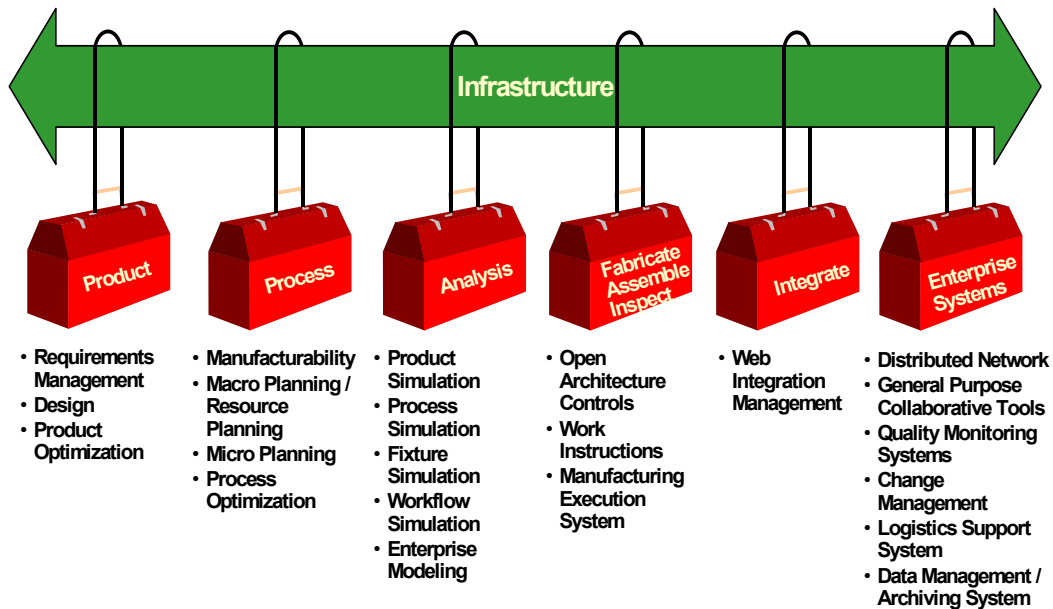 Infrastructure
Product
Process
Analysis
Fabricate
Assemble
Inspect
Integrate
Enterprise
Systems
• Requirements
Management
• Design
• Product
Optimization
• Manufacturability
• Macro Planning /
Resource
Planning
• Micro Planning
• Process
Optimization
• Product
Simulation
• Process
Simulation
• Fixture
Simulation
• Workflow
Simulation
• Enterprise
Modeling
• Open
Architecture
Controls
• Work
Instructions
• Manufacturing
Execution
System
• Web
Integration
Management
• Distributed Network
• General Purpose
Collaborative Tools
• Quality Monitoring
Systems
• Change
Management
• Logistics Support
System
• Data Management /
Archiving System